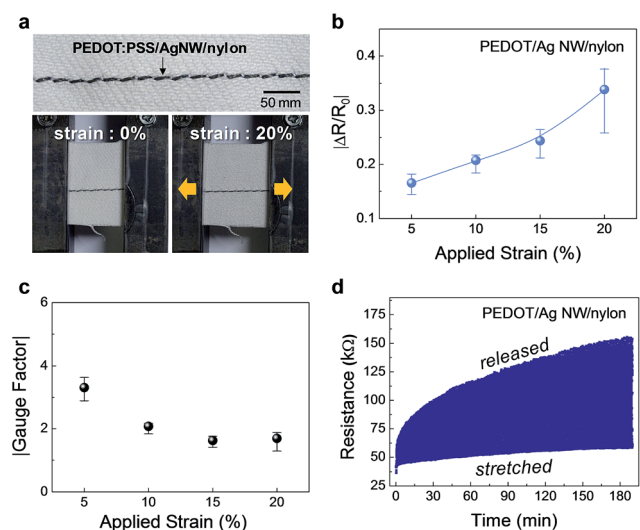 a
PEDOT:PSS/AgNW/nylon
50 mm
strain : 0%
strain : 20%
b
PEDOT/Ag NW/nylon
|ΔR/R0|
0.4
0.3
0.2
0.1
5 10 15 20
Applied Strain (%)
c
|Gauge Factor|
6
4
2
0
5 10 15 20
Applied Strain (%)
d
PEDOT/Ag NW/nylon
Resistance (kΩ)
175
150
125
100
75
50
25
released
stretched
0 30 60 90 120 150 180
Time (min)